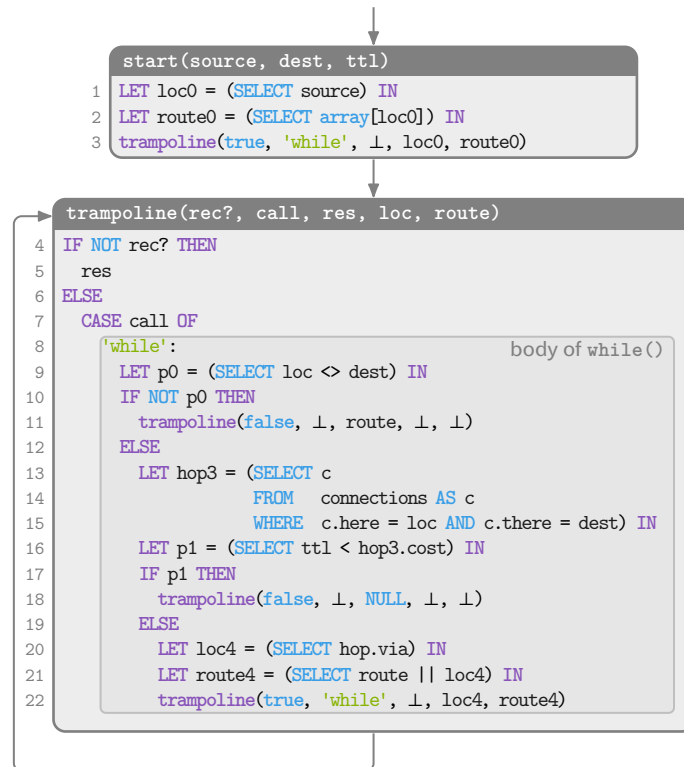 start(source, dest, ttl)
1 LET loc0 = (SELECT source) IN
2 LET route0 = (SELECT array[loc0]) IN
3 trampoline(true, 'while', ⊥, loc0, route0)
trampoline(rec?, call, res, loc, route)
4 IF NOT rec? THEN
5 res
6 ELSE
7 CASE call OF
8 'while': body of while()
9 LET p0 = (SELECT loc <> dest) IN
10 IF NOT p0 THEN
11 trampoline(false, ⊥, route, ⊥, ⊥)
12 ELSE
13 LET hop3 = (SELECT c
14 FROM connections AS c
15 WHERE c.here = loc AND c.there = dest) IN
16 LET p1 = (SELECT ttl < hop3.cost) IN
17 IF p1 THEN
18 trampoline(false, ⊥, NULL, ⊥, ⊥)
19 ELSE
20 LET loc4 = (SELECT hop.via) IN
21 LET route4 = (SELECT route || loc4) IN
22 trampoline(true, 'while', ⊥, loc4, route4)